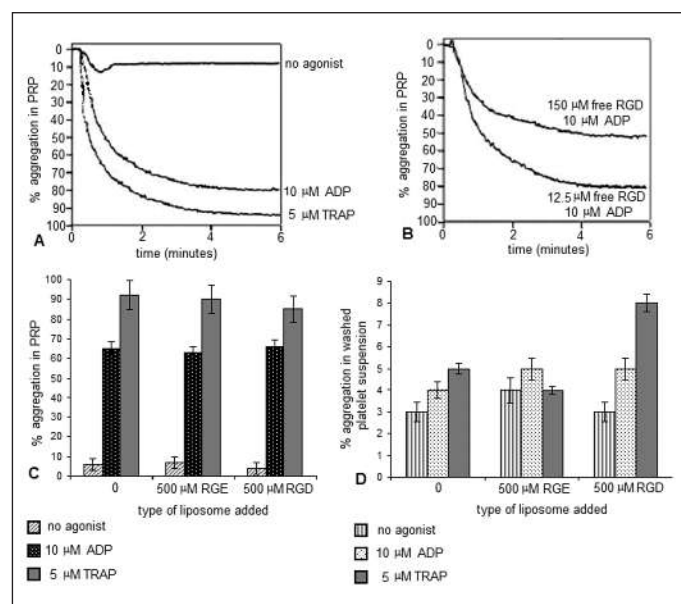 0
10
20
30
40
50
60
70
80
90
100
% aggregation in PRP
no agonist
10 µM ADP
5 µM TRAP
0 2 4 6
time (minutes)
A
0
10
20
30
40
50
60
70
80
90
100
% aggregation in PRP
150 µM free RGD
10 µM ADP
12.5 µM free RGD
10 µM ADP
0 2 4 6
time (minutes)
B
100
90
80
70
60
50
40
30
20
10
0
% aggregation in PRP
C
0 500 µM RGE 500 µM RGD
type of liposome added
no agonist
10 µM ADP
5 µM TRAP
9
8
7
6
5
4
3
2
1
0
% aggregation in washed
platelet suspension
D
0 500 µM RGE 500 µM RGD
type of liposome added
no agonist
10 µM ADP
5 µM TRAP